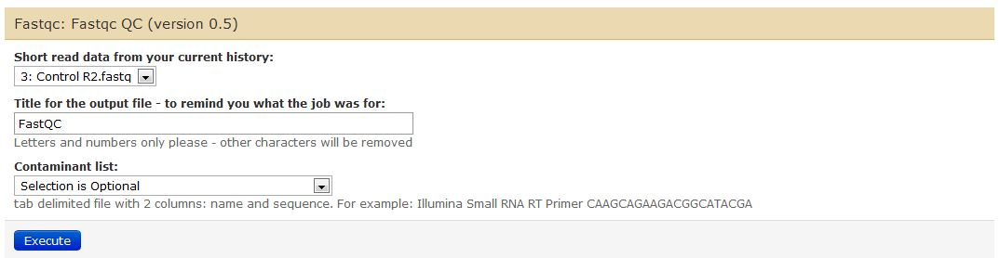 Fastqc: Fastqc QC (version 0.5)
Short read data from your current history:
3: Control R2.fastq
Title for the output file - to remind you what the job was for:
FastQC
Letters and numbers only please - other characters will be removed
Contaminant list:
Selection is Optional
tab delimited file with 2 columns: name and sequence. For example: Illumina Small RNA RT Primer CAAGCAGAAGACGGCATACGA
Execute